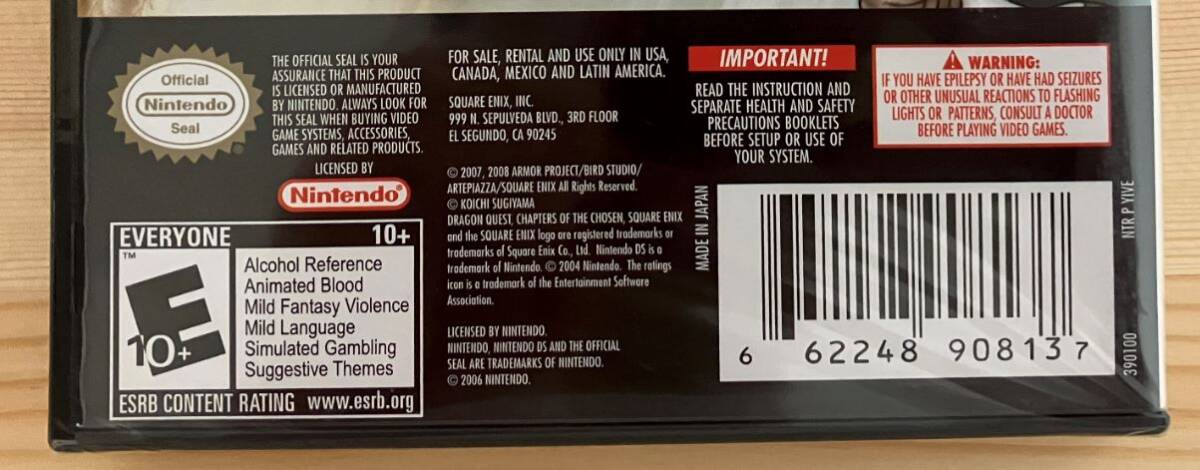 Official
Nintendo
Seal
THE OFFICIAL SEAL IS YOUR
ASSURANCE THAT THIS PRODUCT
IS LICENSED OR MANUFACTURED
BY NINTENDO. ALWAYS LOOK FOR
THIS SEAL WHEN BUYING VIDEO
GAME SYSTEMS, ACCESSORIES,
GAMES AND RELATED PRODUCTS.
LICENSED BY
Nintendo®
EVERYONE 10+
TM
E
10+
Alcohol Reference
Animated Blood
Mild Fantasy Violence
Mild Language
Simulated Gambling
Suggestive Themes
ESRB CONTENT RATING www.esrb.org
FOR SALE, RENTAL AND USE ONLY IN USA,
CANADA, MEXICO AND LATIN AMERICA.
SQUARE ENIX, INC.
999 N. SEPULVEDA BLVD., 3RD FLOOR
EL SEGUNDO, CA 90245
© 2007, 2008 ARMOR PROJECT/BIRD STUDIO/
ARTEPIAZZA/SQUARE ENIX All Rights Reserved.
© KOICHI SUGIYAMA
DRAGON QUEST, CHAPTERS OF THE CHOSEN, SQUARE ENIX
and the SQUARE ENIX logo are registered trademarks or
trademarks of Square Enix Co., Ltd. Nintendo DS is a
trademark of Nintendo. © 2004 Nintendo. The ratings
icon is a trademark of the Entertainment Software
Association.
LICENSED BY NINTENDO.
NINTENDO, NINTENDO DS AND THE OFFICIAL
SEAL ARE TRADEMARKS OF NINTENDO.
© 2006 NINTENDO.
IMPORTANT!
READ THE INSTRUCTION AND
SEPARATE HEALTH AND SAFETY
PRECAUTIONS BOOKLETS
BEFORE SETUP OR USE OF
YOUR SYSTEM.
WARNING:
IF YOU HAVE EPILEPSY OR HAVE HAD SEIZURES
OR OTHER UNUSUAL REACTIONS TO FLASHING
LIGHTS OR PATTERNS, CONSULT A DOCTOR
BEFORE PLAYING VIDEO GAMES.
MADE IN JAPAN
6 62248 90813 7
NTR P YIVE
390100